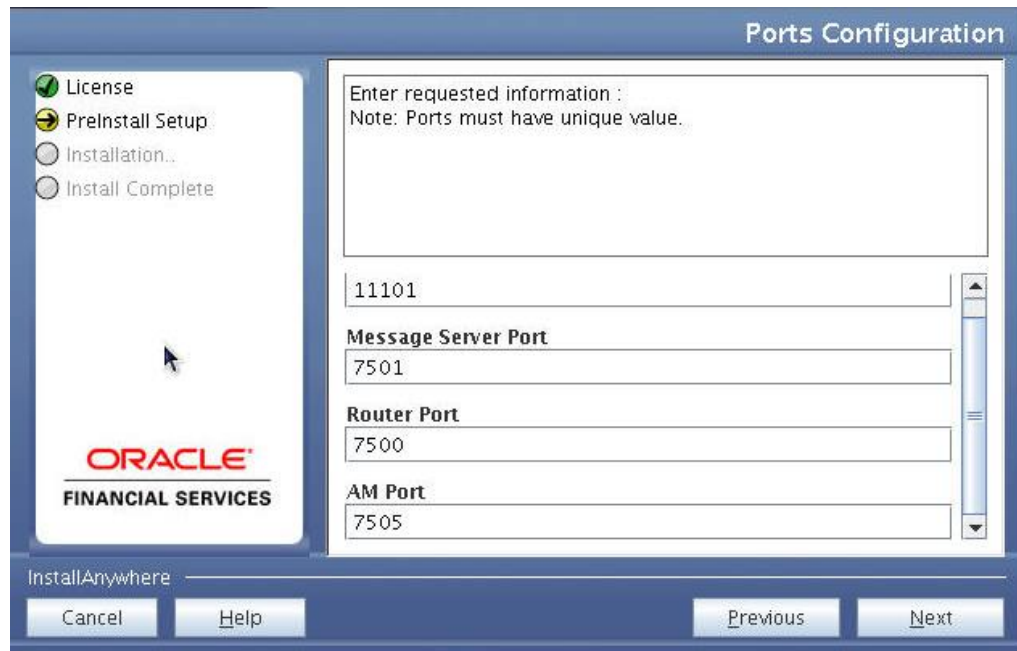 Ports Configuration
License
PreInstall Setup
Installation..
Install Complete
ORACLE
FINANCIAL SERVICES
Enter requested information :
Note: Ports must have unique value.
11101
Message Server Port
7501
Router Port
7500
AM Port
7505
InstallAnywhere
Cancel
Help
Previous
Next